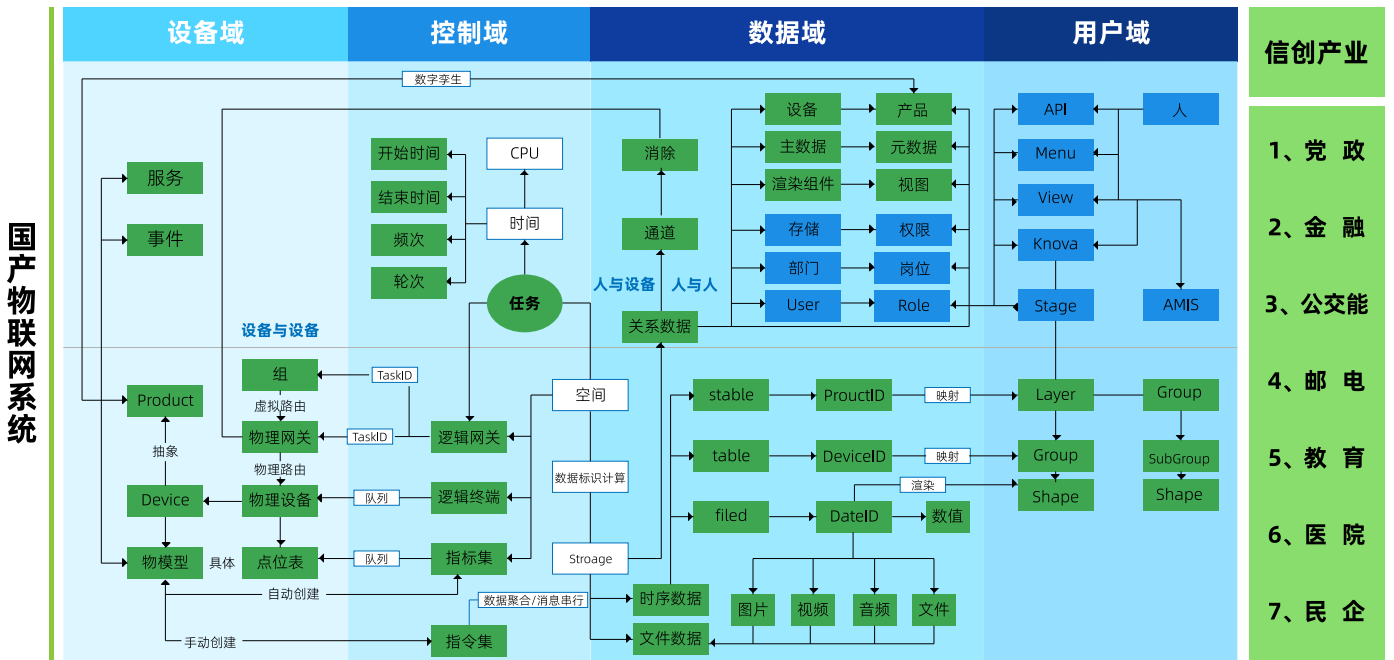 国产物联网系统
设备域
控制域
数据域
用户域
信创产业
数字孪生
服务
事件
设备与设备
组
虚拟路由
Product
物理网关
抽象
物理路由
Device
物理设备
物模型
具体
点位表
自动创建
手动创建
开始时间
结束时间
频次
轮次
CPU
时间
任务
TaskID
TaskID
逻辑网关
队列
逻辑终端
队列
指标集
数据聚合/消息串行
指令集
空间
数据标识计算
Stroage
消除
通道
人与设备
人与人
关系数据
设备
产品
主数据
元数据
渲染组件
视图
存储
权限
部门
岗位
User
Role
stable
ProuctID
映射
table
DeviceID
映射
渲染
filed
DateID
数值
时序数据
文件数据
图片
视频
音频
文件
API
人
Menu
View
Knova
Stage
AMIS
Layer
Group
Group
SubGroup
Shape
Shape
1、党 政
2、金 融
3、公交能
4、邮 电
5、教 育
6、医 院
7、民 企